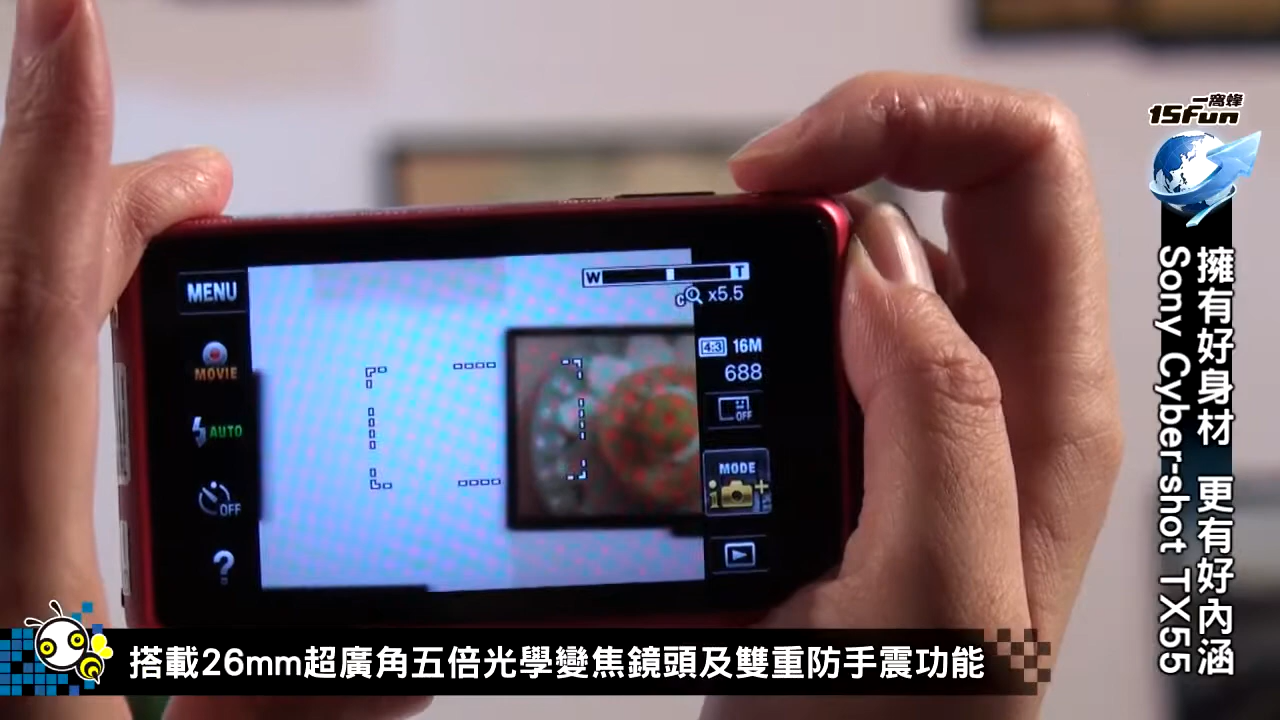 一窩蜂
15Fun
擁有好身材 更有好內涵
Sony Cyber-shot TX55
MENU
W T
x5.5
MOVIE
4:3 16M
688
AUTO
OFF
MODE
i +
OFF
?
搭載26mm超廣角五倍光學變焦鏡頭及雙重防手震功能